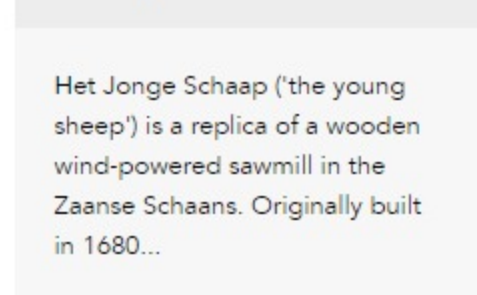 Het Jonge Schaap ('the young
sheep') is a replica of a wooden
wind-powered sawmill in the
Zaanse Schaans. Originally built
in 1680...